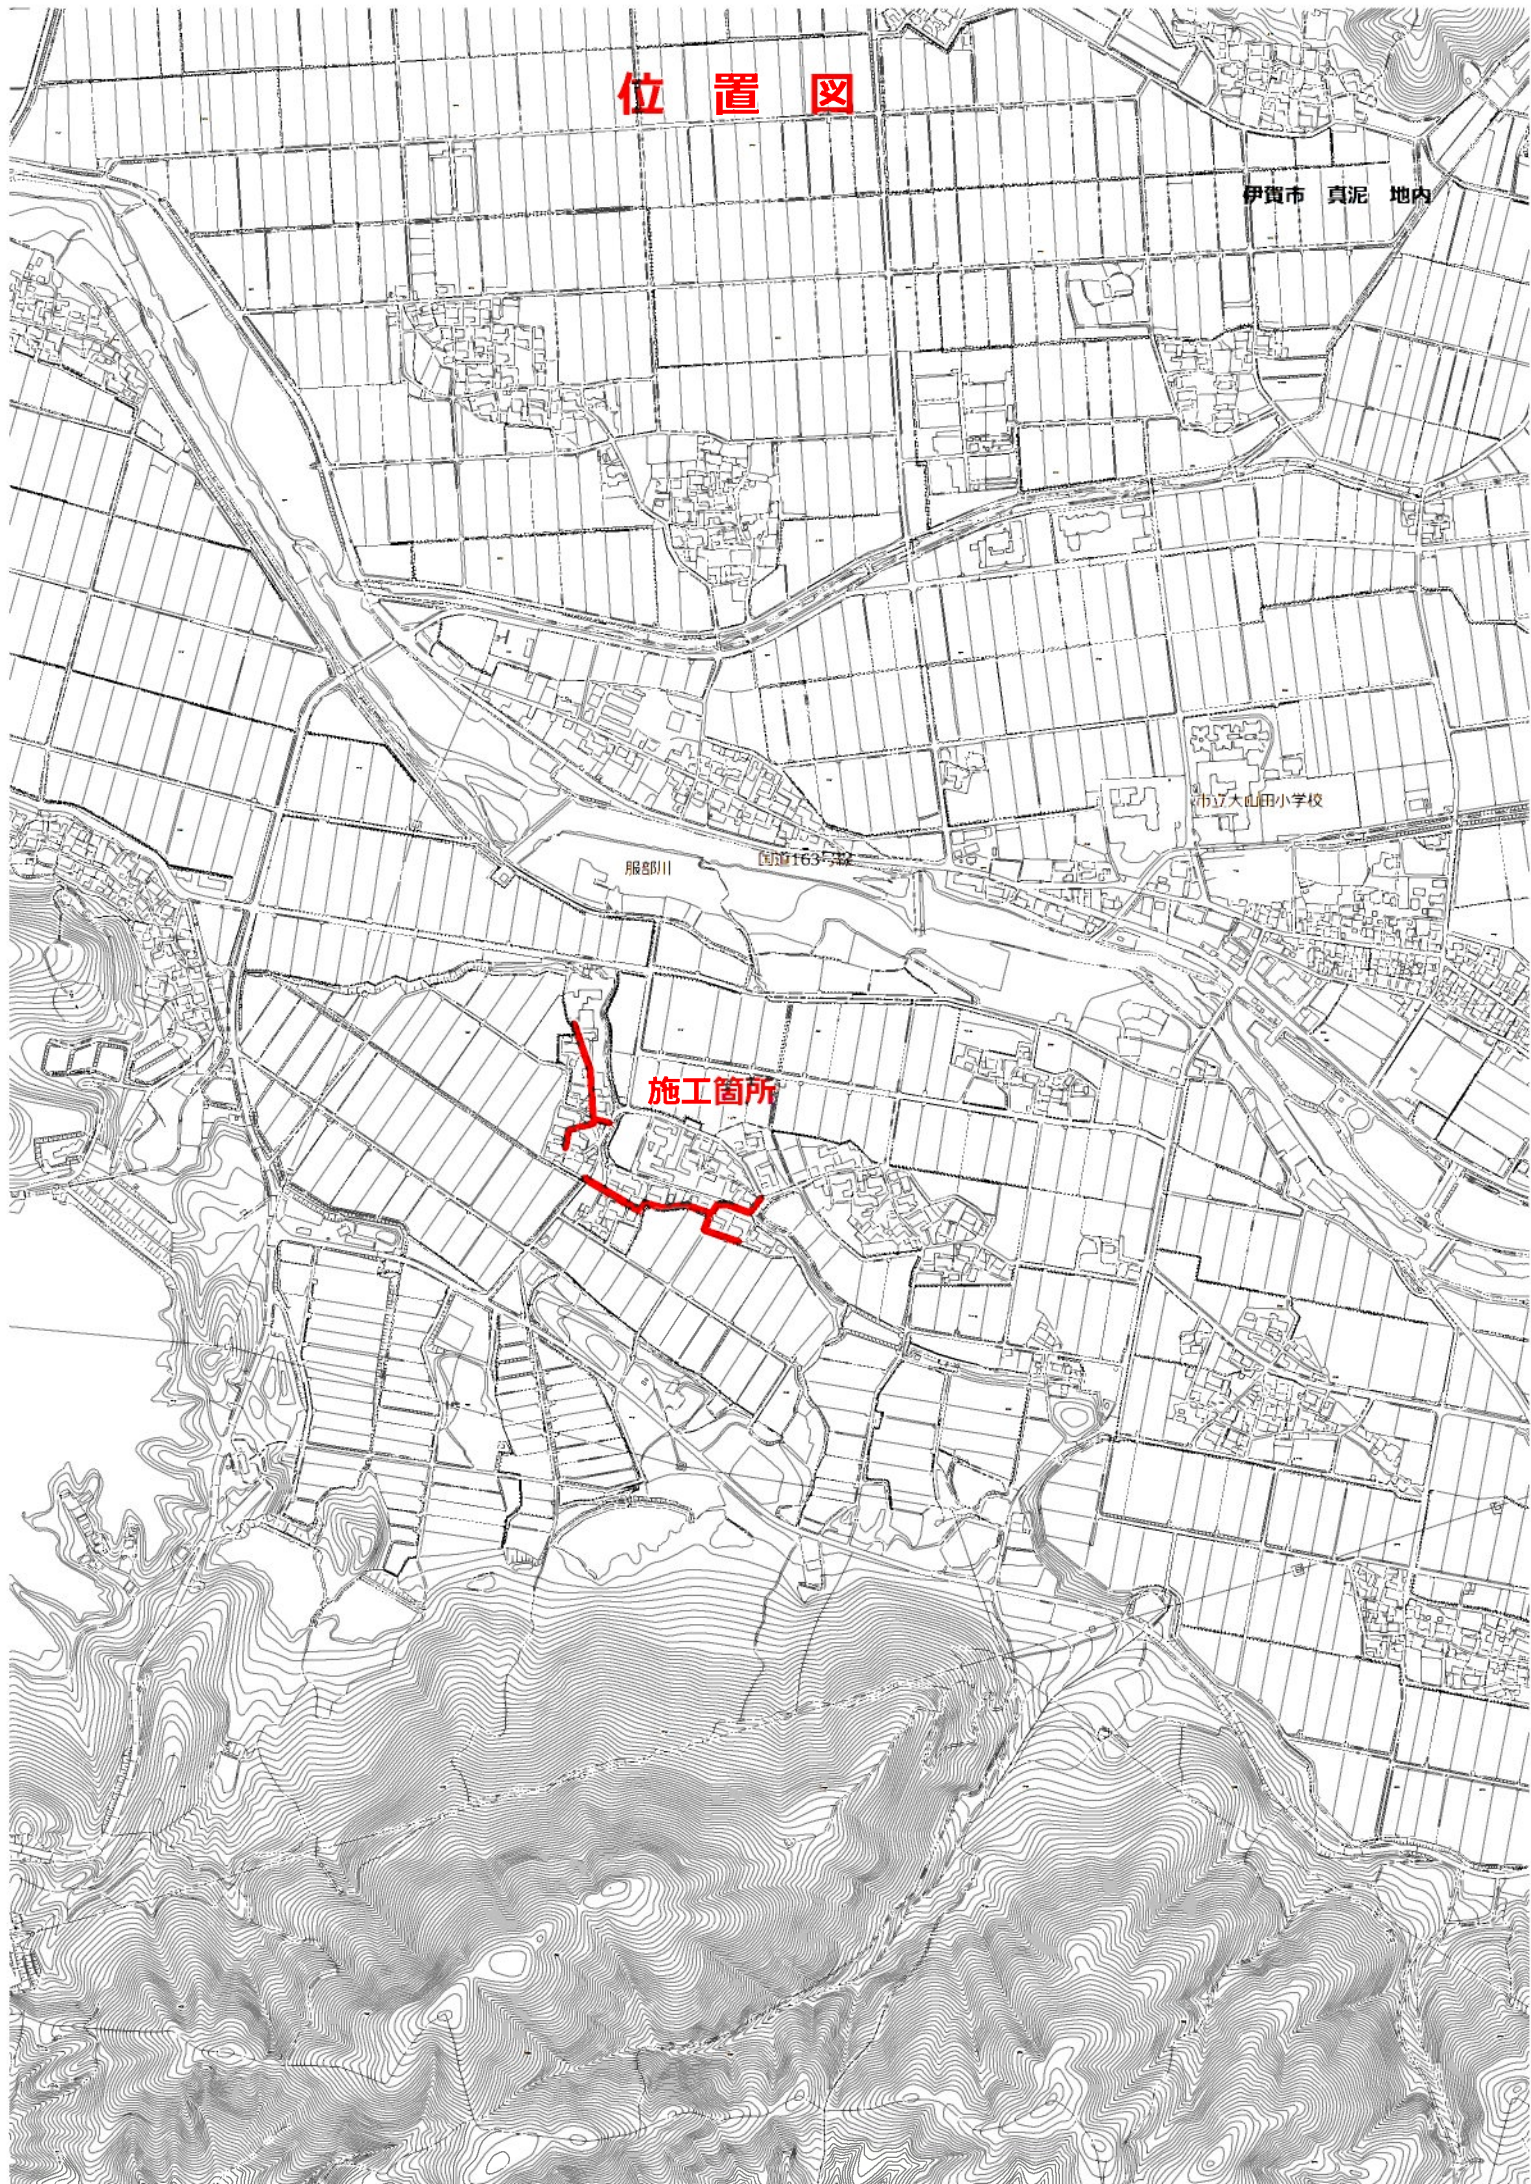 位　置　図
伊賀市　真泥　地内
市立大山田小学校
国道163号線
服部川
施工箇所